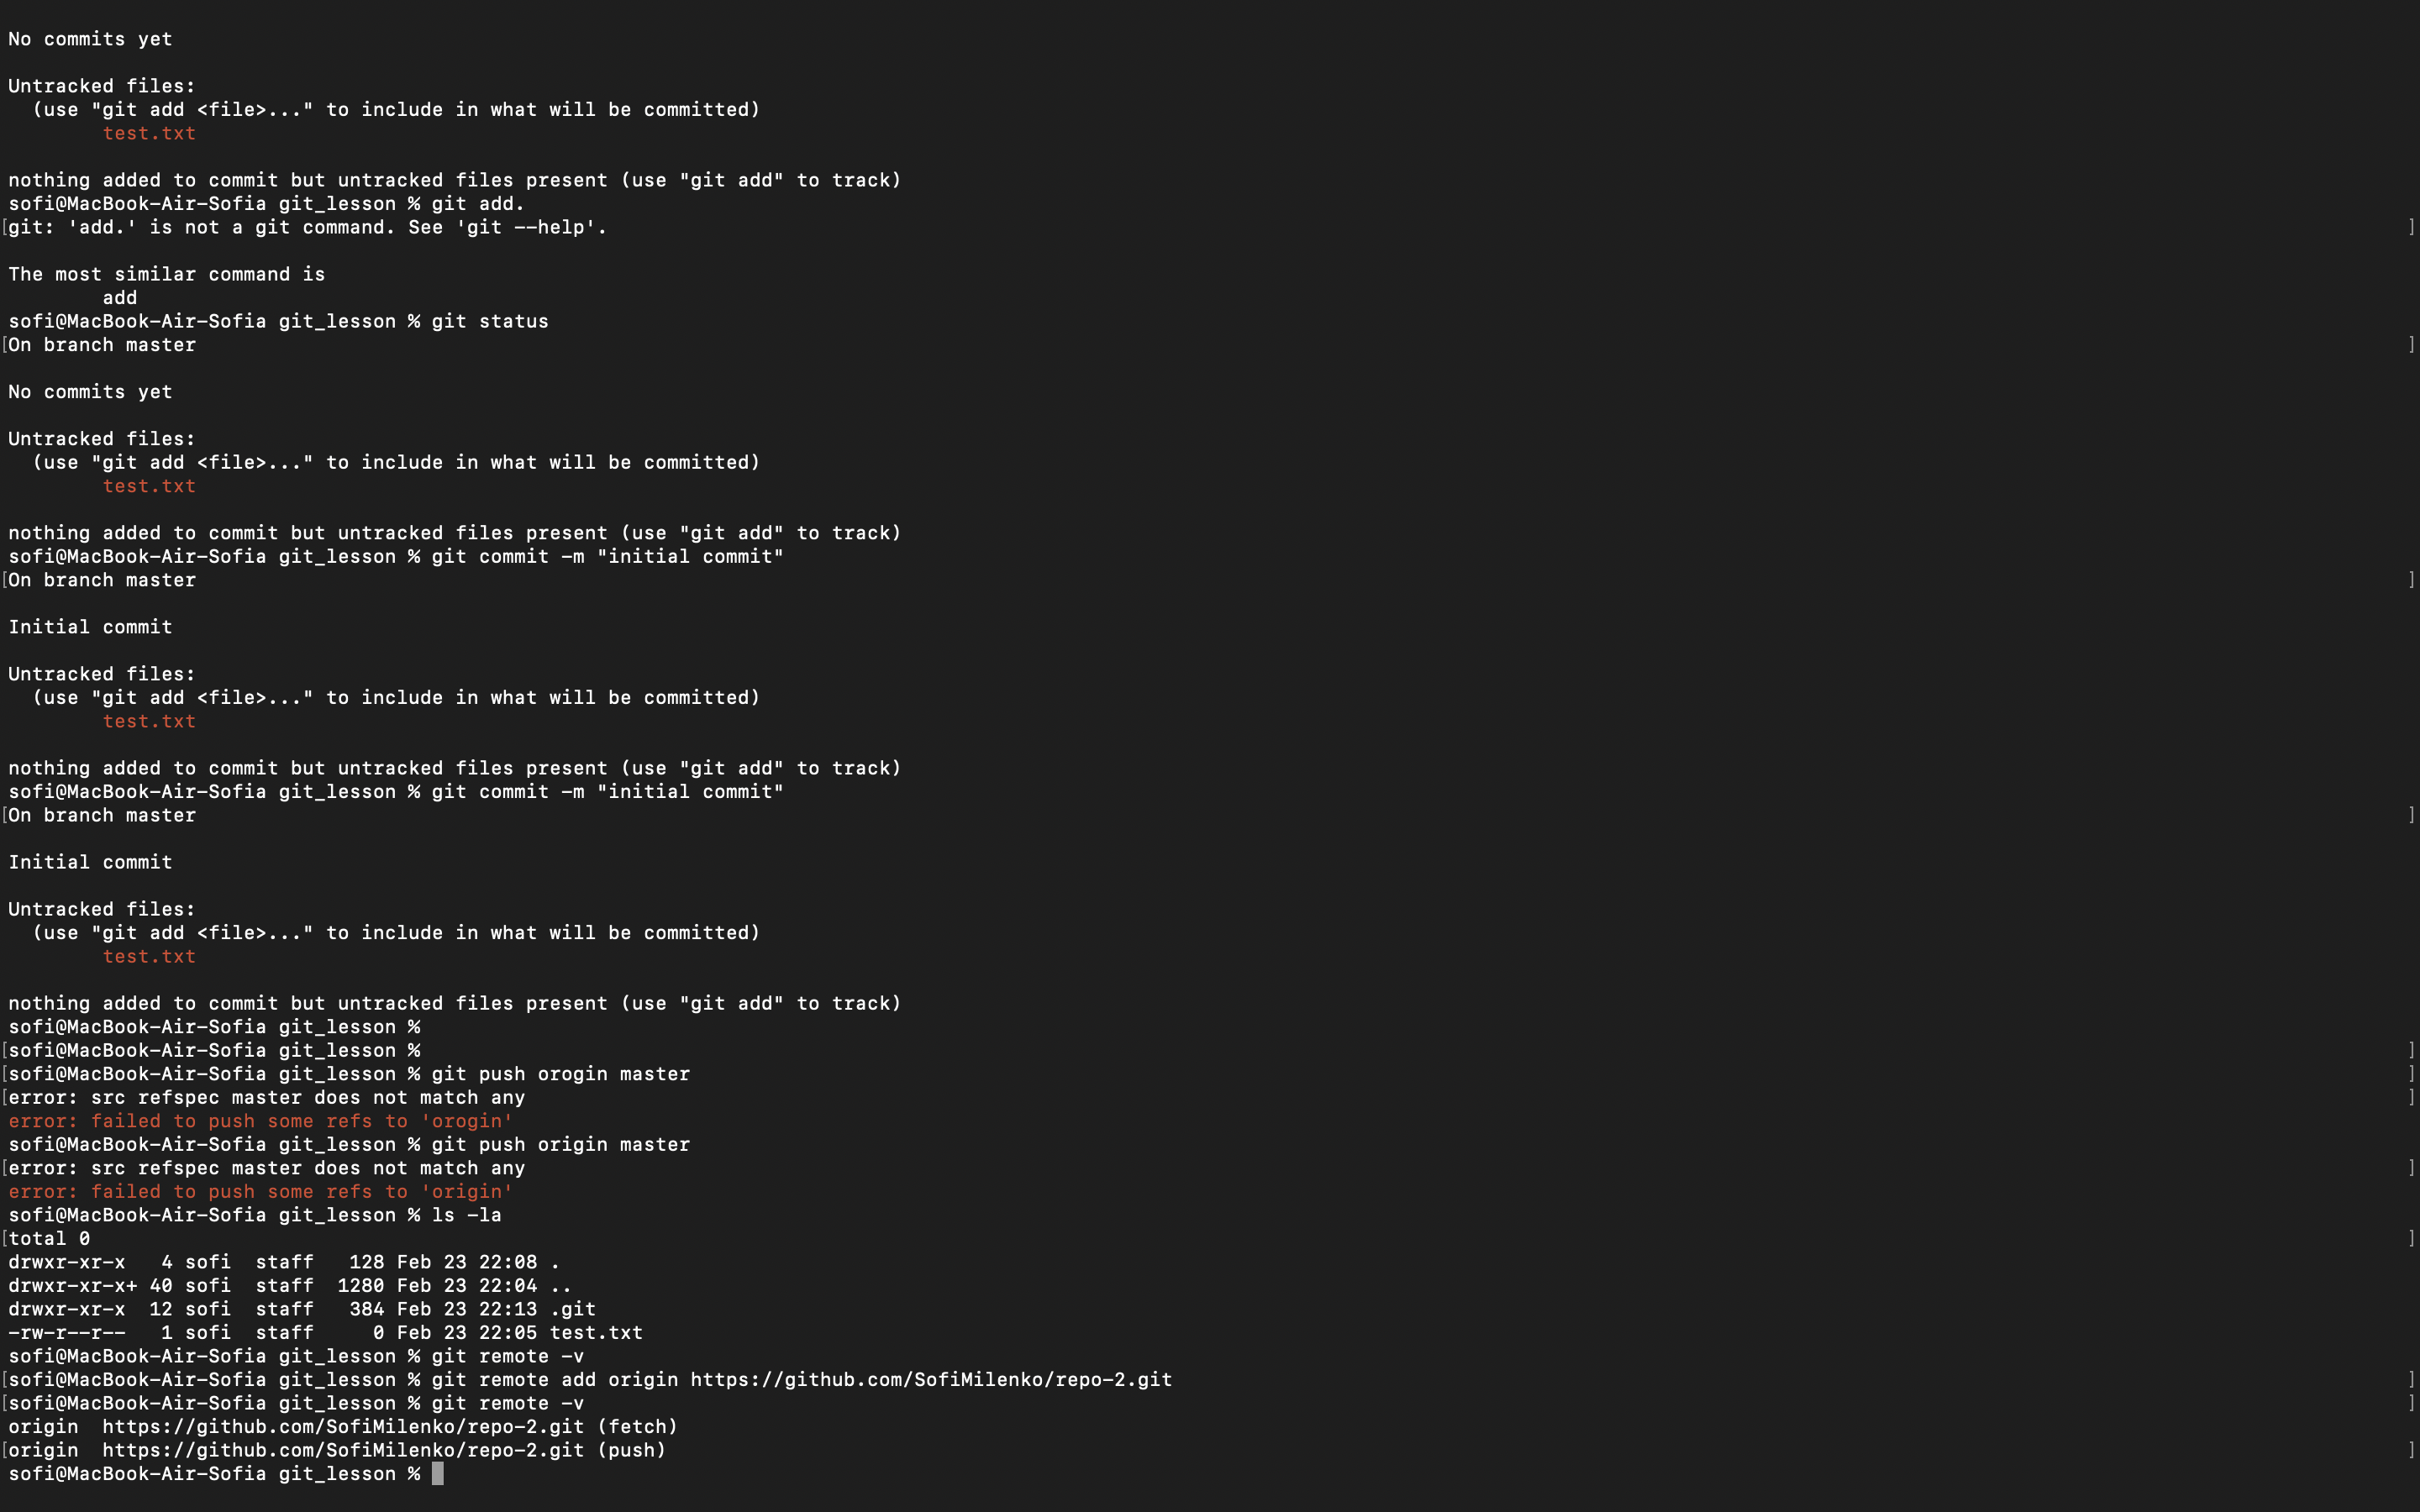 No commits yet
Untracked files:
  (use "git add <file>..." to include in what will be committed)
        test.txt
nothing added to commit but untracked files present (use "git add" to track)
sofi@MacBook-Air-Sofia git_lesson % git add.
[git: 'add.' is not a git command. See 'git --help'. ]
The most similar command is
        add
sofi@MacBook-Air-Sofia git_lesson % git status
[On branch master ]
No commits yet
Untracked files:
  (use "git add <file>..." to include in what will be committed)
        test.txt
nothing added to commit but untracked files present (use "git add" to track)
sofi@MacBook-Air-Sofia git_lesson % git commit -m "initial commit"
[On branch master ]
Initial commit
Untracked files:
  (use "git add <file>..." to include in what will be committed)
        test.txt
nothing added to commit but untracked files present (use "git add" to track)
sofi@MacBook-Air-Sofia git_lesson % git commit -m "initial commit"
[On branch master ]
Initial commit
Untracked files:
  (use "git add <file>..." to include in what will be committed)
        test.txt
nothing added to commit but untracked files present (use "git add" to track)
sofi@MacBook-Air-Sofia git_lesson %
[sofi@MacBook-Air-Sofia git_lesson % ]
[sofi@MacBook-Air-Sofia git_lesson % git push orogin master ]
[error: src refspec master does not match any ]
error: failed to push some refs to 'orogin'
sofi@MacBook-Air-Sofia git_lesson % git push origin master
[error: src refspec master does not match any ]
error: failed to push some refs to 'origin'
sofi@MacBook-Air-Sofia git_lesson % ls -la
[total 0 ]
drwxr-xr-x   4 sofi  staff   128 Feb 23 22:08 .
drwxr-xr-x+ 40 sofi  staff  1280 Feb 23 22:04 ..
drwxr-xr-x  12 sofi  staff   384 Feb 23 22:13 .git
-rw-r--r--   1 sofi  staff     0 Feb 23 22:05 test.txt
sofi@MacBook-Air-Sofia git_lesson % git remote -v
[sofi@MacBook-Air-Sofia git_lesson % git remote add origin https://github.com/SofiMilenko/repo-2.git ]
[sofi@MacBook-Air-Sofia git_lesson % git remote -v ]
origin  https://github.com/SofiMilenko/repo-2.git (fetch)
[origin  https://github.com/SofiMilenko/repo-2.git (push) ]
sofi@MacBook-Air-Sofia git_lesson %